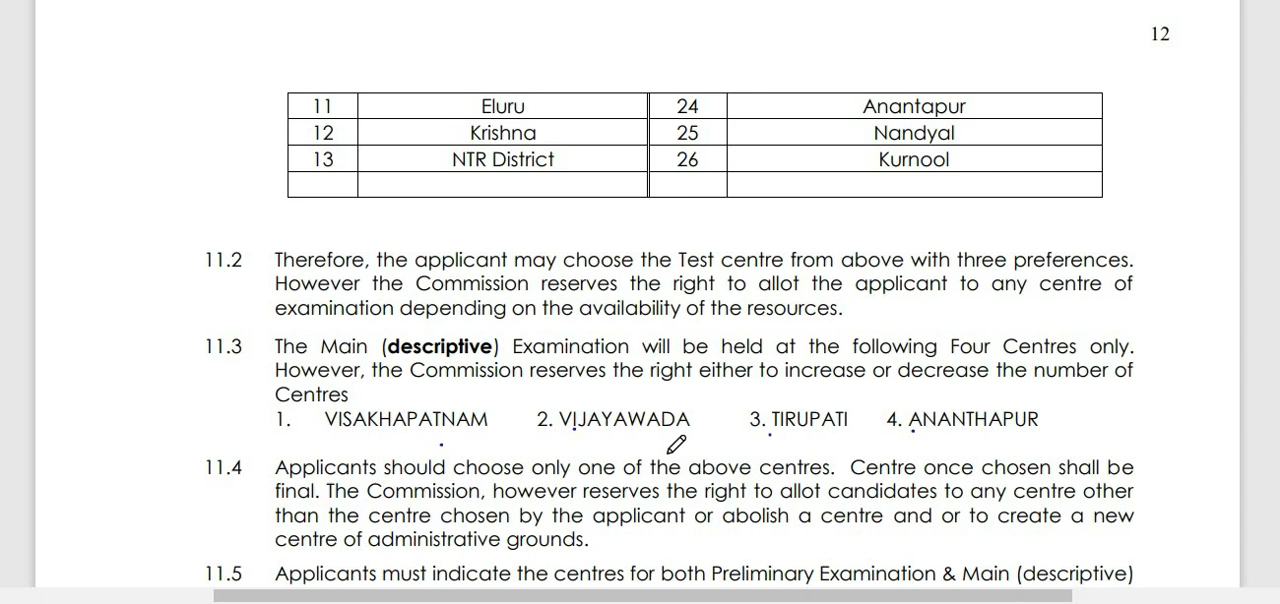 12
11 Eluru 24 Anantapur
12 Krishna 25 Nandyal
13 NTR District 26 Kurnool
11.2 Therefore, the applicant may choose the Test centre from above with three preferences.
However the Commission reserves the right to allot the applicant to any centre of
examination depending on the availability of the resources.
11.3 The Main (descriptive) Examination will be held at the following Four Centres only.
However, the Commission reserves the right either to increase or decrease the number of
Centres
1. VISAKHAPATNAM 2. VIJAYAWADA 3. TIRUPATI 4. ANANTHAPUR
11.4 Applicants should choose only one of the above centres. Centre once chosen shall be
final. The Commission, however reserves the right to allot candidates to any centre other
than the centre chosen by the applicant or abolish a centre and or to create a new
centre of administrative grounds.
11.5 Applicants must indicate the centres for both Preliminary Examination & Main (descriptive)